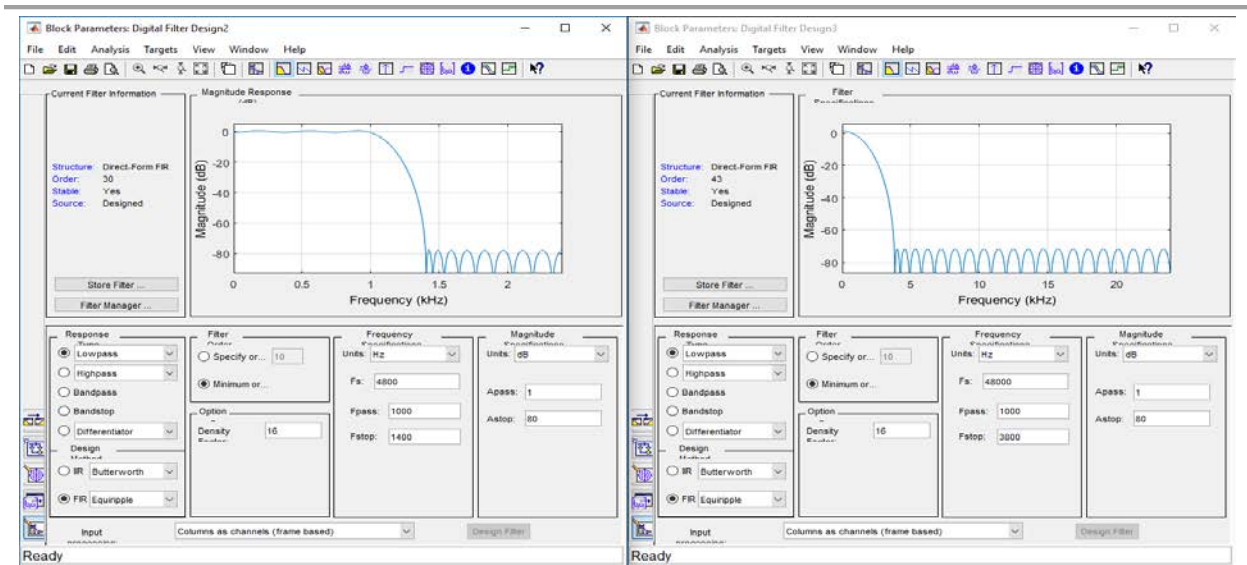 Block Parameters: Digital Filter Design2
File Edit Analysis Targets View Window Help
Current Filter Information
Structure: Direct-Form FIR
Order: 30
Stable: Yes
Source: Designed
Store Filter ...
Filter Manager ...
Magnitude Response
(dB)
Magnitude (dB)
0
-20
-40
-60
-80
0 0.5 1 1.5 2
Frequency (kHz)
Response
Lowpass
Highpass
Bandpass
Bandstop
Differentiator
Design
IIR Butterworth
FIR Equiripple
Filter
Specify or... 10
Minimum or...
Option
Density 16
Frequency
Units: Hz
Fs: 4800
Fpass: 1000
Fstop: 1400
Magnitude
Units: dB
Apass: 1
Astop: 80
Input Columns as channels (frame based) Design Filter
Ready
Block Parameters: Digital Filter Design3
File Edit Analysis Targets View Window Help
Current Filter Information
Structure: Direct-Form FIR
Order: 43
Stable: Yes
Source: Designed
Store Filter ...
Filter Manager ...
Filter
Magnitude (dB)
0
-20
-40
-60
-80
0 5 10 15 20
Frequency (kHz)
Response
Lowpass
Highpass
Bandpass
Bandstop
Differentiator
Design
IIR Butterworth
FIR Equiripple
Filter
Specify or... 10
Minimum or...
Option
Density 16
Frequency
Units: Hz
Fs: 48000
Fpass: 1000
Fstop: 3800
Magnitude
Units: dB
Apass: 1
Astop: 80
Input Columns as channels (frame based) Design Filter
Ready